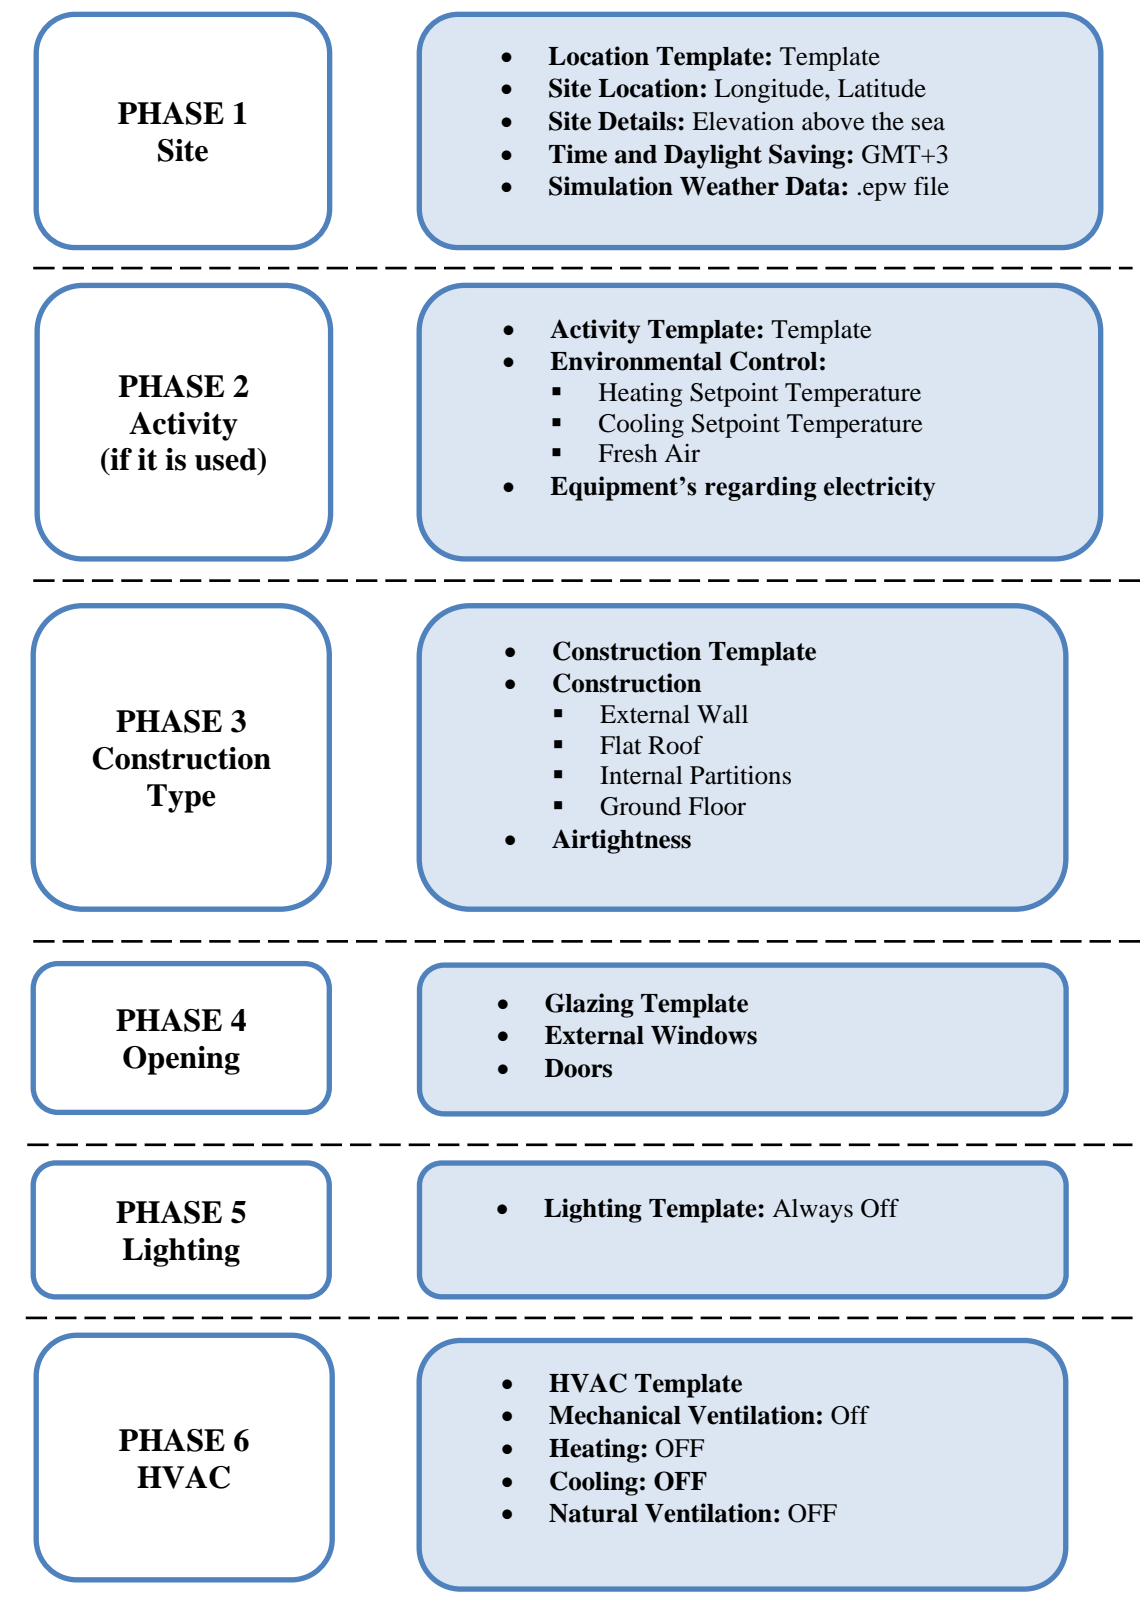 PHASE 1
Site
• Location Template: Template
• Site Location: Longitude, Latitude
• Site Details: Elevation above the sea
• Time and Daylight Saving: GMT+3
• Simulation Weather Data: .epw file
PHASE 2
Activity
(if it is used)
• Activity Template: Template
• Environmental Control:
▪ Heating Setpoint Temperature
▪ Cooling Setpoint Temperature
▪ Fresh Air
• Equipment’s regarding electricity
PHASE 3
Construction
Type
• Construction Template
• Construction
▪ External Wall
▪ Flat Roof
▪ Internal Partitions
▪ Ground Floor
• Airtightness
PHASE 4
Opening
• Glazing Template
• External Windows
• Doors
PHASE 5
Lighting
• Lighting Template: Always Off
PHASE 6
HVAC
• HVAC Template
• Mechanical Ventilation: Off
• Heating: OFF
• Cooling: OFF
• Natural Ventilation: OFF